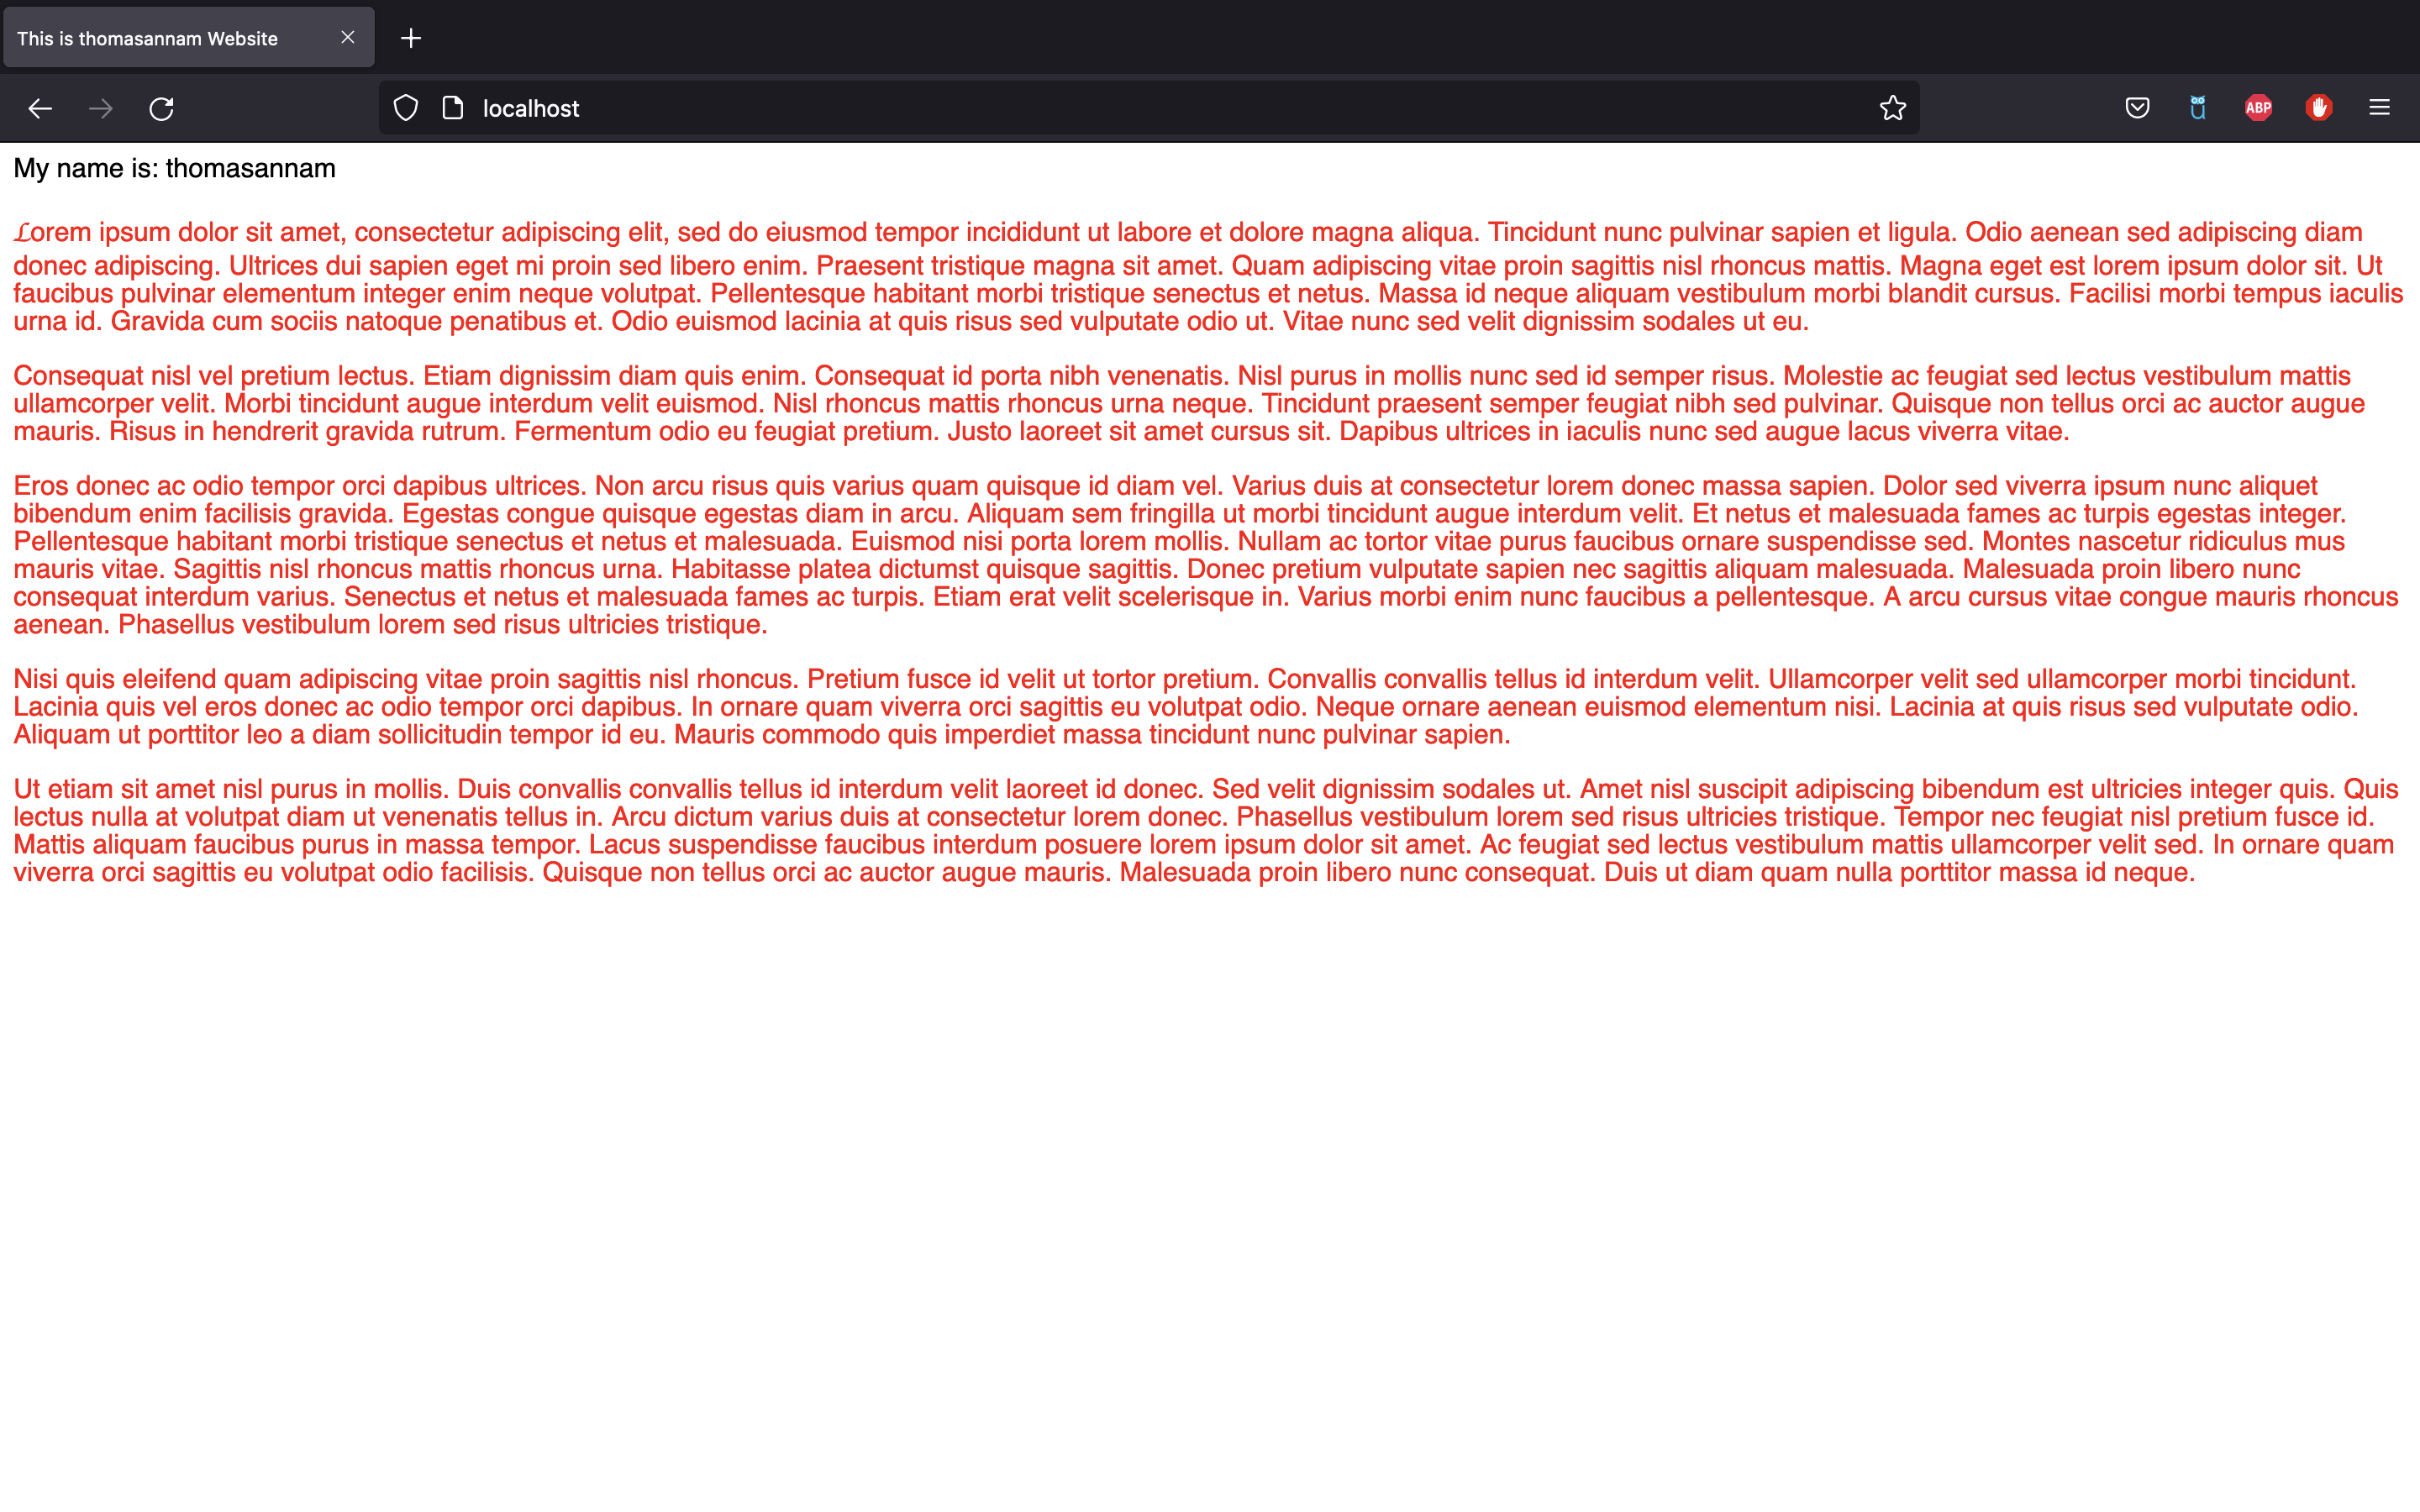 This is thomasannam Website
localhost
ABP
My name is: thomasannam
ℒorem ipsum dolor sit amet, consectetur adipiscing elit, sed do eiusmod tempor incididunt ut labore et dolore magna aliqua. Tincidunt nunc pulvinar sapien et ligula. Odio aenean sed adipiscing diam
donec adipiscing. Ultrices dui sapien eget mi proin sed libero enim. Praesent tristique magna sit amet. Quam adipiscing vitae proin sagittis nisl rhoncus mattis. Magna eget est lorem ipsum dolor sit. Ut
faucibus pulvinar elementum integer enim neque volutpat. Pellentesque habitant morbi tristique senectus et netus. Massa id neque aliquam vestibulum morbi blandit cursus. Facilisi morbi tempus iaculis
urna id. Gravida cum sociis natoque penatibus et. Odio euismod lacinia at quis risus sed vulputate odio ut. Vitae nunc sed velit dignissim sodales ut eu.
Consequat nisl vel pretium lectus. Etiam dignissim diam quis enim. Consequat id porta nibh venenatis. Nisl purus in mollis nunc sed id semper risus. Molestie ac feugiat sed lectus vestibulum mattis
ullamcorper velit. Morbi tincidunt augue interdum velit euismod. Nisl rhoncus mattis rhoncus urna neque. Tincidunt praesent semper feugiat nibh sed pulvinar. Quisque non tellus orci ac auctor augue
mauris. Risus in hendrerit gravida rutrum. Fermentum odio eu feugiat pretium. Justo laoreet sit amet cursus sit. Dapibus ultrices in iaculis nunc sed augue lacus viverra vitae.
Eros donec ac odio tempor orci dapibus ultrices. Non arcu risus quis varius quam quisque id diam vel. Varius duis at consectetur lorem donec massa sapien. Dolor sed viverra ipsum nunc aliquet
bibendum enim facilisis gravida. Egestas congue quisque egestas diam in arcu. Aliquam sem fringilla ut morbi tincidunt augue interdum velit. Et netus et malesuada fames ac turpis egestas integer.
Pellentesque habitant morbi tristique senectus et netus et malesuada. Euismod nisi porta lorem mollis. Nullam ac tortor vitae purus faucibus ornare suspendisse sed. Montes nascetur ridiculus mus
mauris vitae. Sagittis nisl rhoncus mattis rhoncus urna. Habitasse platea dictumst quisque sagittis. Donec pretium vulputate sapien nec sagittis aliquam malesuada. Malesuada proin libero nunc
consequat interdum varius. Senectus et netus et malesuada fames ac turpis. Etiam erat velit scelerisque in. Varius morbi enim nunc faucibus a pellentesque. A arcu cursus vitae congue mauris rhoncus
aenean. Phasellus vestibulum lorem sed risus ultricies tristique.
Nisi quis eleifend quam adipiscing vitae proin sagittis nisl rhoncus. Pretium fusce id velit ut tortor pretium. Convallis convallis tellus id interdum velit. Ullamcorper velit sed ullamcorper morbi tincidunt.
Lacinia quis vel eros donec ac odio tempor orci dapibus. In ornare quam viverra orci sagittis eu volutpat odio. Neque ornare aenean euismod elementum nisi. Lacinia at quis risus sed vulputate odio.
Aliquam ut porttitor leo a diam sollicitudin tempor id eu. Mauris commodo quis imperdiet massa tincidunt nunc pulvinar sapien.
Ut etiam sit amet nisl purus in mollis. Duis convallis convallis tellus id interdum velit laoreet id donec. Sed velit dignissim sodales ut. Amet nisl suscipit adipiscing bibendum est ultricies integer quis. Quis
lectus nulla at volutpat diam ut venenatis tellus in. Arcu dictum varius duis at consectetur lorem donec. Phasellus vestibulum lorem sed risus ultricies tristique. Tempor nec feugiat nisl pretium fusce id.
Mattis aliquam faucibus purus in massa tempor. Lacus suspendisse faucibus interdum posuere lorem ipsum dolor sit amet. Ac feugiat sed lectus vestibulum mattis ullamcorper velit sed. In ornare quam
viverra orci sagittis eu volutpat odio facilisis. Quisque non tellus orci ac auctor augue mauris. Malesuada proin libero nunc consequat. Duis ut diam quam nulla porttitor massa id neque.